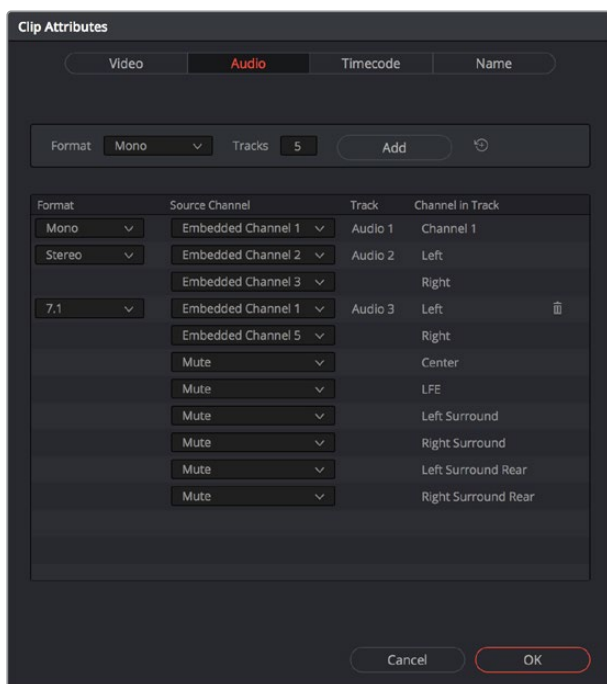 Clip Attributes
Video Audio Timecode Name
Format Mono Tracks 5 Add
Format Source Channel Track Channel in Track
Mono Embedded Channel 1 Audio 1 Channel 1
Stereo Embedded Channel 2 Audio 2 Left
Embedded Channel 3 Right
7.1 Embedded Channel 1 Audio 3 Left
Embedded Channel 5 Right
Mute Center
Mute LFE
Mute Left Surround
Mute Right Surround
Mute Left Surround Rear
Mute Right Surround Rear
Cancel OK